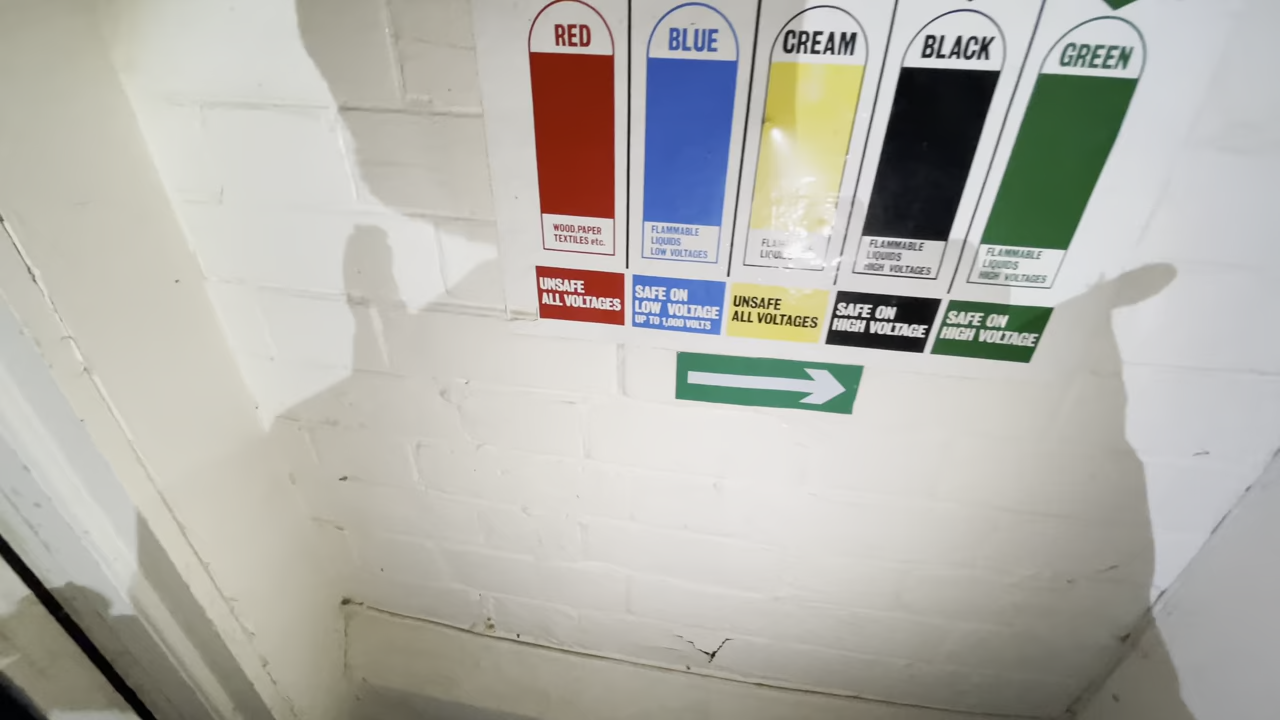 RED
WOOD,PAPER
TEXTILES etc.
UNSAFE
ALL VOLTAGES
BLUE
FLAMMABLE
LIQUIDS
LOW VOLTAGES
SAFE ON
LOW VOLTAGE
UP TO 1,000 VOLTS
CREAM
UNSAFE
ALL VOLTAGES
BLACK
FLAMMABLE
LIQUIDS
HIGH VOLTAGES
SAFE ON
HIGH VOLTAGE
GREEN
FLAMMABLE
LIQUIDS
HIGH VOLTAGES
SAFE ON
HIGH VOLTAGE